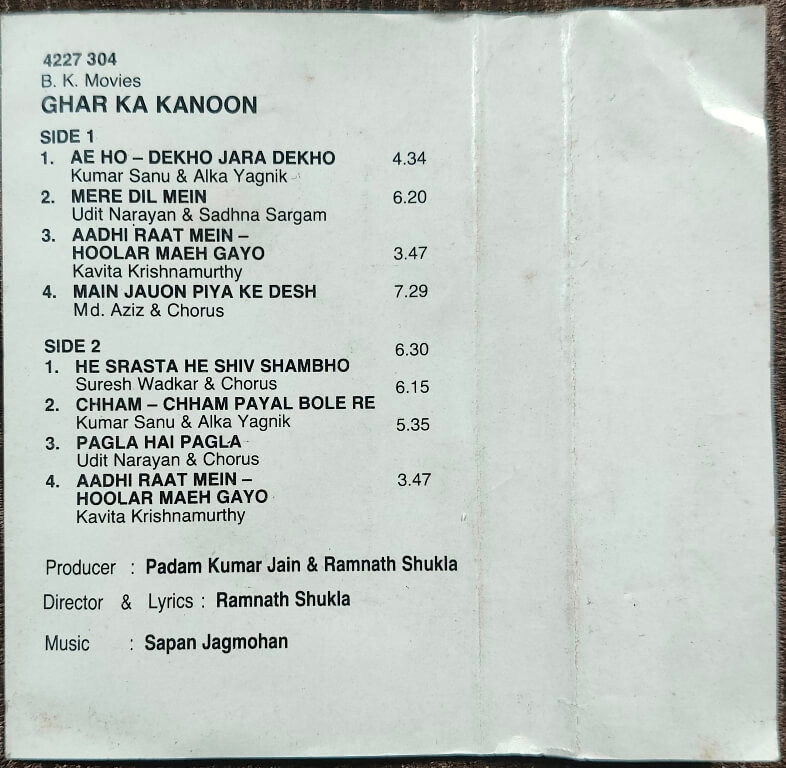 4227 304
B. K. Movies
GHAR KA KANOON
SIDE 1
1. AE HO – DEKHO JARA DEKHO 4.34
Kumar Sanu & Alka Yagnik
2. MERE DIL MEIN 6.20
Udit Narayan & Sadhna Sargam
3. AADHI RAAT MEIN –
HOOLAR MAEH GAYO 3.47
Kavita Krishnamurthy
4. MAIN JAUON PIYA KE DESH 7.29
Md. Aziz & Chorus
SIDE 2 6.30
1. HE SRASTA HE SHIV SHAMBHO
Suresh Wadkar & Chorus 6.15
2. CHHAM – CHHAM PAYAL BOLE RE
Kumar Sanu & Alka Yagnik 5.35
3. PAGLA HAI PAGLA
Udit Narayan & Chorus
4. AADHI RAAT MEIN – 3.47
HOOLAR MAEH GAYO
Kavita Krishnamurthy
Producer : Padam Kumar Jain & Ramnath Shukla
Director & Lyrics : Ramnath Shukla
Music : Sapan Jagmohan